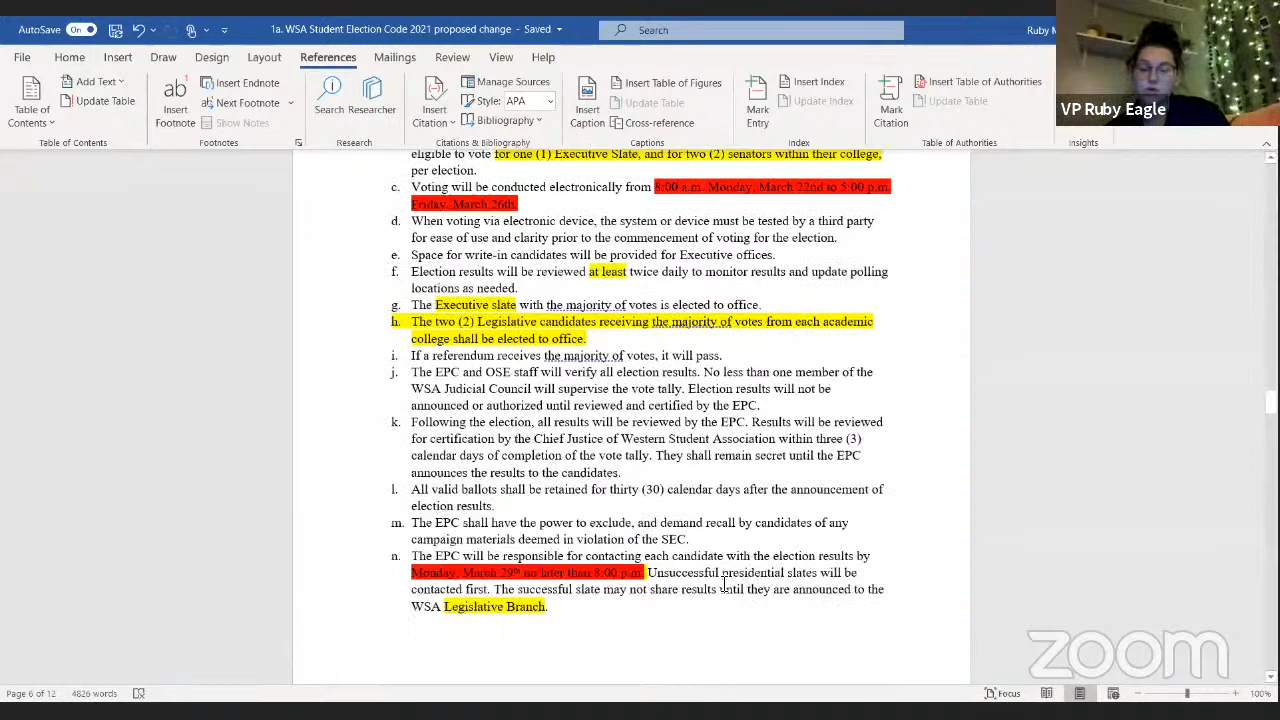 AutoSave On 1a. WSA Student Election Code 2021 proposed change - Saved Search Ruby M
File Home Insert Draw Design Layout References Mailings Review View Help
Table of Contents Add Text Update Table Insert Footnote Insert Endnote Next Footnote Show Notes Search Researcher Insert Citation Manage Sources Style: APA Bibliography Insert Caption Insert Table of Figures Update Table Cross-reference Mark Entry Insert Index Update Index Mark Citation Insert Table of Authorities Update Table
Table of Contents Footnotes Research Citations & Bibliography Captions Index Table of Authorities Insights
VP Ruby Eagle
eligible to vote for one (1) Executive Slate, and for two (2) senators within their college,
per election.
c. Voting will be conducted electronically from 8:00 a.m. Monday, March 22nd to 5:00 p.m.
Friday, March 26th.
d. When voting via electronic device, the system or device must be tested by a third party
for ease of use and clarity prior to the commencement of voting for the election.
e. Space for write-in candidates will be provided for Executive offices.
f. Election results will be reviewed at least twice daily to monitor results and update polling
locations as needed.
g. The Executive slate with the majority of votes is elected to office.
h. The two (2) Legislative candidates receiving the majority of votes from each academic
college shall be elected to office.
i. If a referendum receives the majority of votes, it will pass.
j. The EPC and OSE staff will verify all election results. No less than one member of the
WSA Judicial Council will supervise the vote tally. Election results will not be
announced or authorized until reviewed and certified by the EPC.
k. Following the election, all results will be reviewed by the EPC. Results will be reviewed
for certification by the Chief Justice of Western Student Association within three (3)
calendar days of completion of the vote tally. They shall remain secret until the EPC
announces the results to the candidates.
l. All valid ballots shall be retained for thirty (30) calendar days after the announcement of
election results.
m. The EPC shall have the power to exclude, and demand recall by candidates of any
campaign materials deemed in violation of the SEC.
n. The EPC will be responsible for contacting each candidate with the election results by
Monday, March 29th no later than 8:00 p.m. Unsuccessful presidential slates will be
contacted first. The successful slate may not share results until they are announced to the
WSA Legislative Branch.
zoom
Page 6 of 12 4826 words Focus 100%